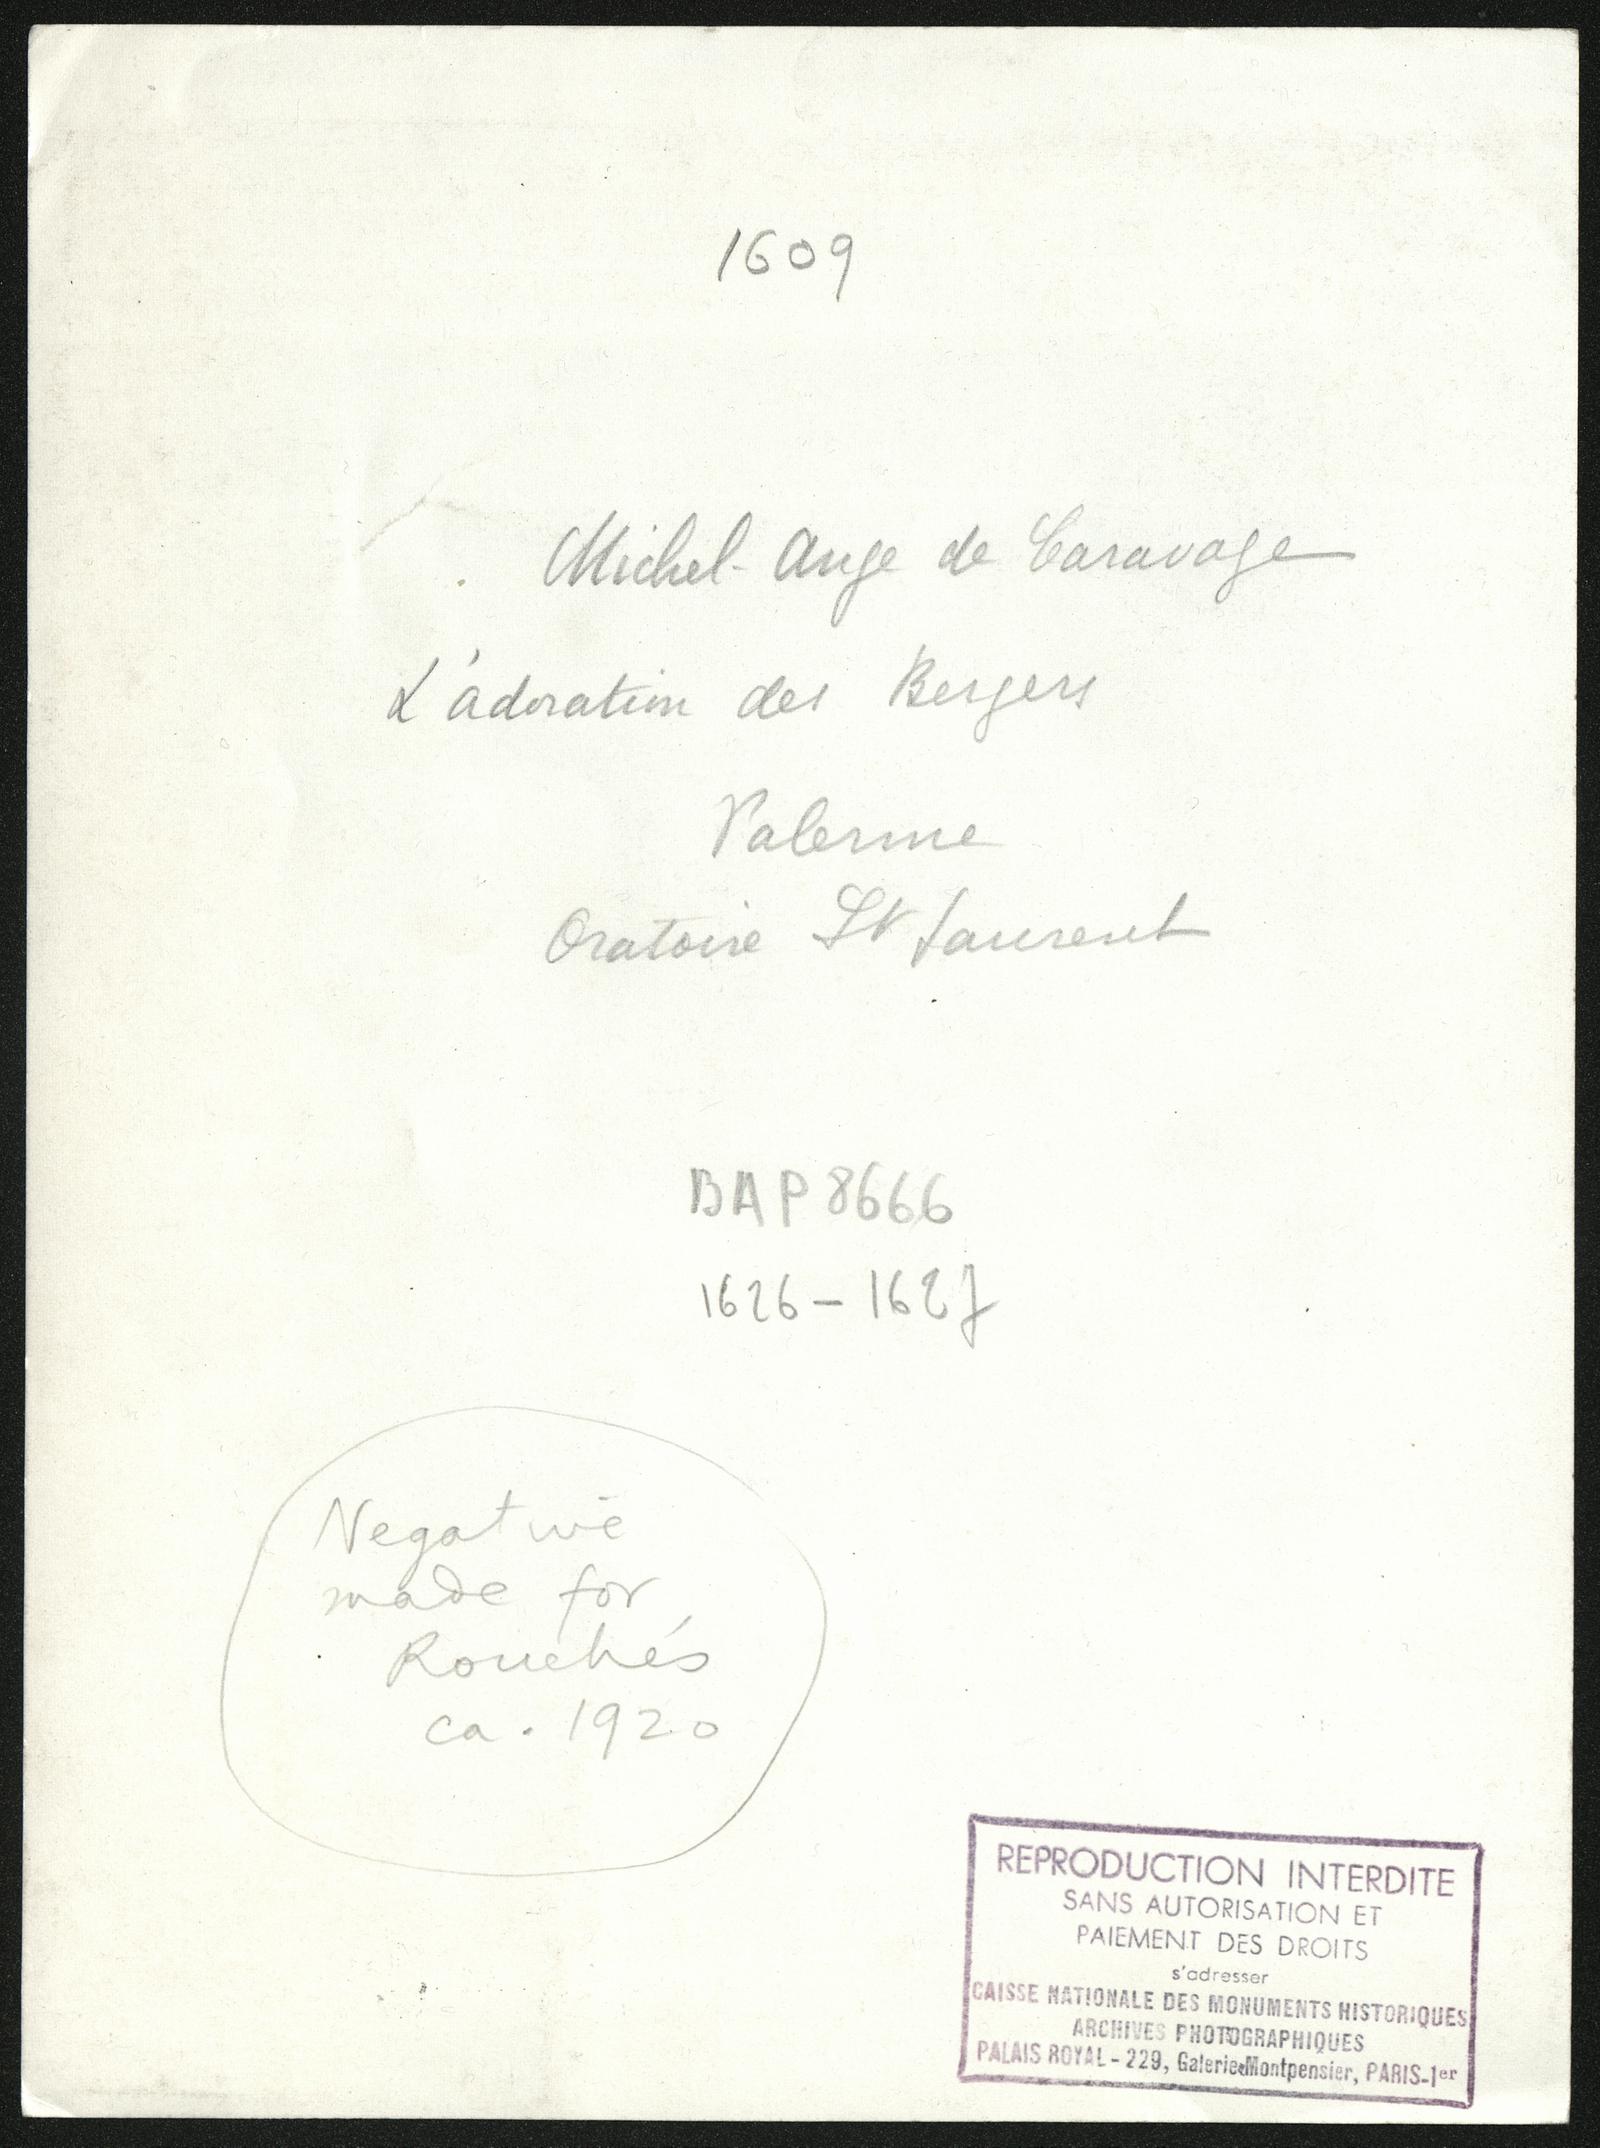 1609
Michel-Ange de Caravage
L'adoration des Bergers
Palerme
Oratoire St Laurent
BAP 8666
1626 - 1627
Negative
made for
Rouchés
ca. 1920
REPRODUCTION INTERDITE
SANS AUTORISATION ET
PAIEMENT DES DROITS
s'adresser
CAISSE NATIONALE DES MONUMENTS HISTORIQUES
ARCHIVES PHOTOGRAPHIQUES
PALAIS ROYAL - 229, Galerie Montpensier, PARIS-1er